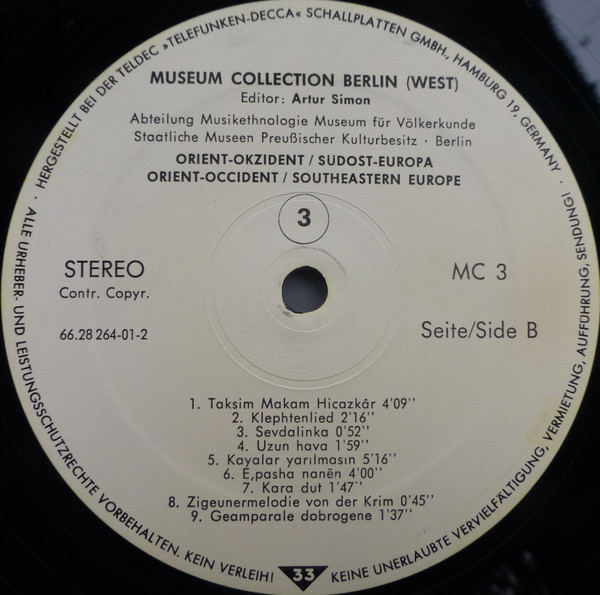 · HERGESTELLT BEI DER TELDEC »TELEFUNKEN-DECCA« SCHALLPLATTEN GMBH., HAMBURG 19, GERMANY ·
MUSEUM COLLECTION BERLIN (WEST)
Editor: Artur Simon
Abteilung Musikethnologie Museum für Völkerkunde
Staatliche Museen Preußischer Kulturbesitz · Berlin
ORIENT-OKZIDENT / SÜDOST-EUROPA
ORIENT-OCCIDENT / SOUTHEASTERN EUROPE
3
STEREO
MC 3
Contr. Copyr.
66.28 264-01-2
Seite/Side B
1. Taksim Makam Hicazkâr 4'09''
2. Klephtenlied 2'16''
3. Sevdalinka 0'52''
4. Uzun hava 1'59''
5. Kayalar yarılmasın 5'16''
6. E,pasha nanën 4'00''
7. Kara dut 1'47''
8. Zigeunermelodie von der Krim 0'45''
9. Geamparale dobrogene 1'37''
ALLE URHEBER- UND LEISTUNGSSCHUTZRECHTE VORBEHALTEN. KEIN VERLEIH!
33
KEINE UNERLAUBTE VERVIELFÄLTIGUNG, VERMIETUNG, AUFFÜHRUNG, SENDUNG!